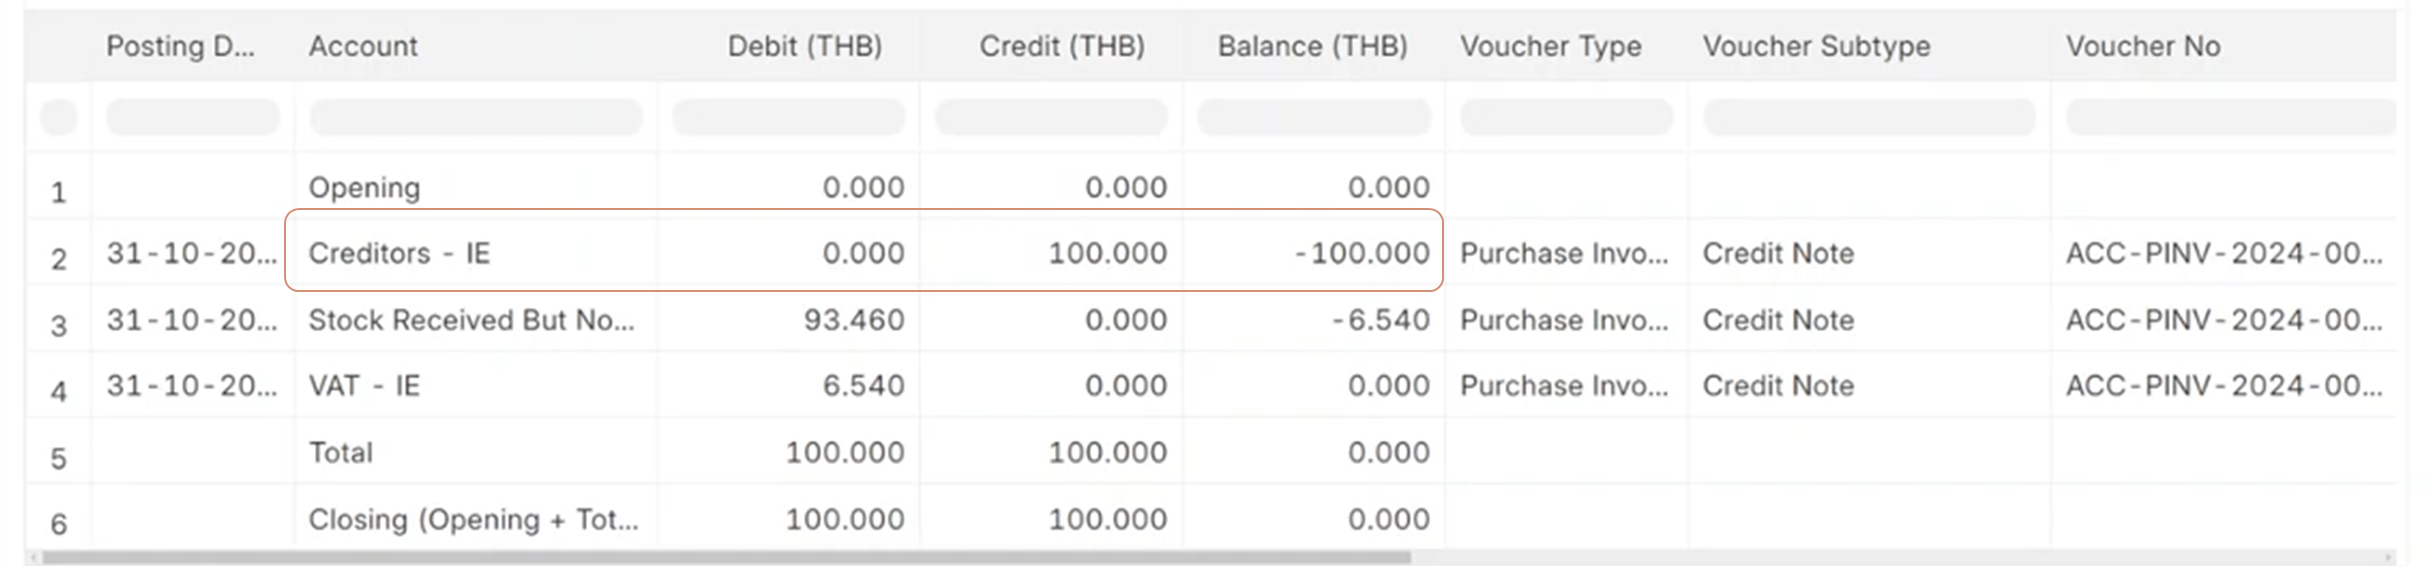 Posting D... Account Debit (THB) Credit (THB) Balance (THB) Voucher Type Voucher Subtype Voucher No
1 Opening 0.000 0.000 0.000
2 31-10-20... Creditors - IE 0.000 100.000 -100.000 Purchase Invo... Credit Note ACC-PINV-2024-00...
3 31-10-20... Stock Received But No... 93.460 0.000 -6.540 Purchase Invo... Credit Note ACC-PINV-2024-00...
4 31-10-20... VAT - IE 6.540 0.000 0.000 Purchase Invo... Credit Note ACC-PINV-2024-00...
5 Total 100.000 100.000 0.000
6 Closing (Opening + Tot... 100.000 100.000 0.000